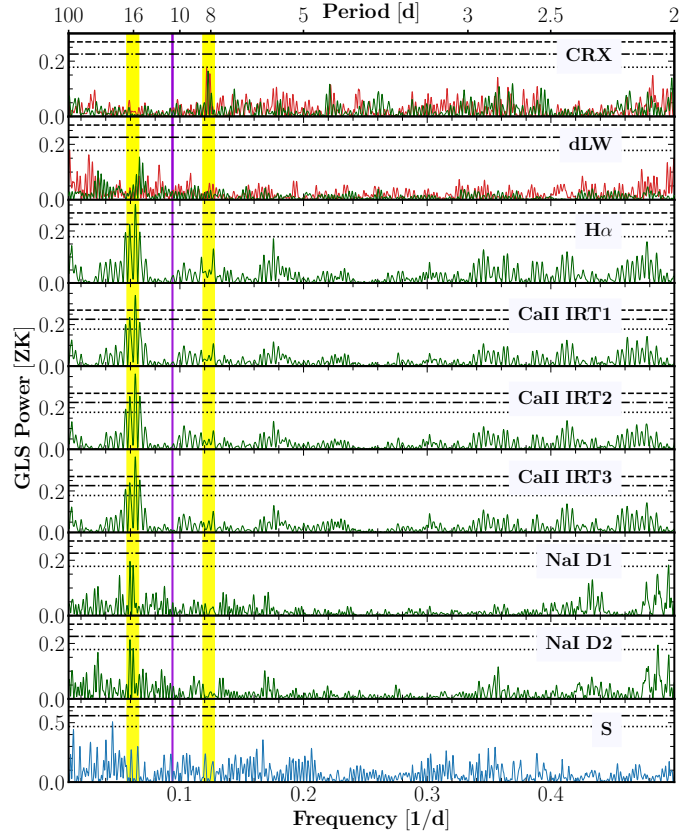 Period [d]
100 16 10 8 5 3 2.5 2
CRX
0.2
0.0
dLW
0.2
0.0
Hα
0.2
0.0
CaII IRT1
0.2
0.0
CaII IRT2
0.2
0.0
CaII IRT3
0.2
0.0
NaI D1
0.2
0.0
NaI D2
0.2
0.0
S
0.5
0.0
GLS Power [ZK]
0.1 0.2 0.3 0.4
Frequency [1/d]